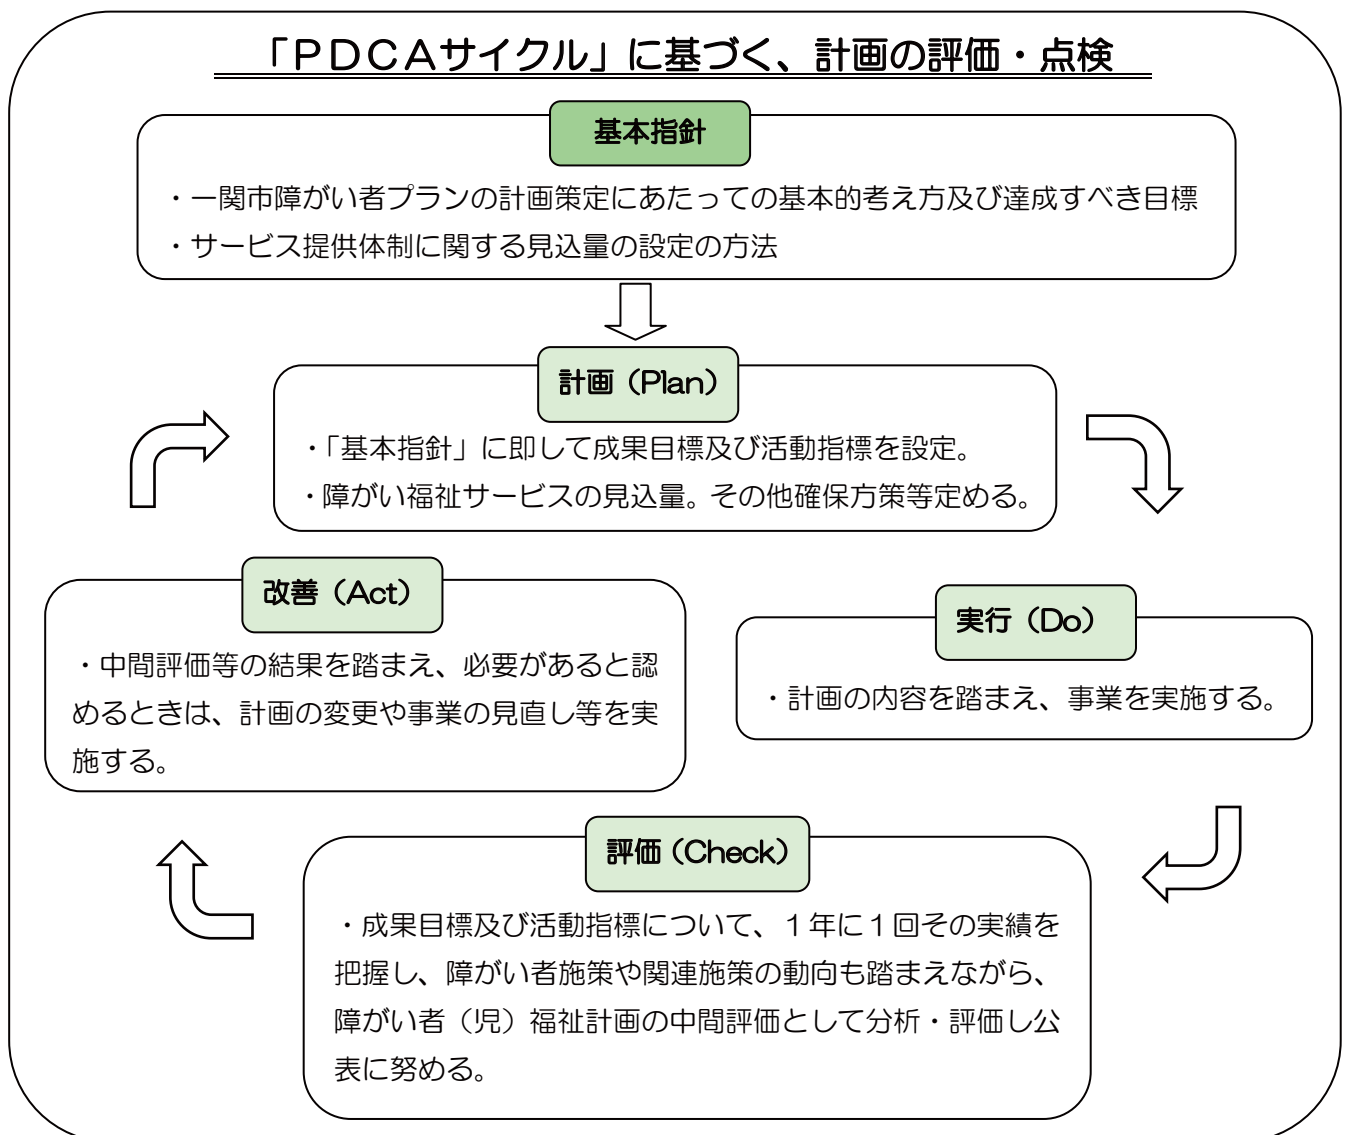 「PDCAサイクル」に基づく、計画の評価・点検
基本指針
・一関市障がい者プランの計画策定にあたっての基本的考え方及び達成すべき目標
・サービス提供体制に関する見込量の設定の方法
計画（Plan）
・「基本指針」に即して成果目標及び活動指標を設定。
・障がい福祉サービスの見込量。その他確保方策等定める。
改善（Act）
・中間評価等の結果を踏まえ、必要があると認
めるときは、計画の変更や事業の見直し等を実
施する。
実行（Do）
・計画の内容を踏まえ、事業を実施する。
評価（Check）
・成果目標及び活動指標について、１年に１回その実績を
把握し、障がい者施策や関連施策の動向も踏まえながら、
障がい者（児）福祉計画の中間評価として分析・評価し公
表に努める。